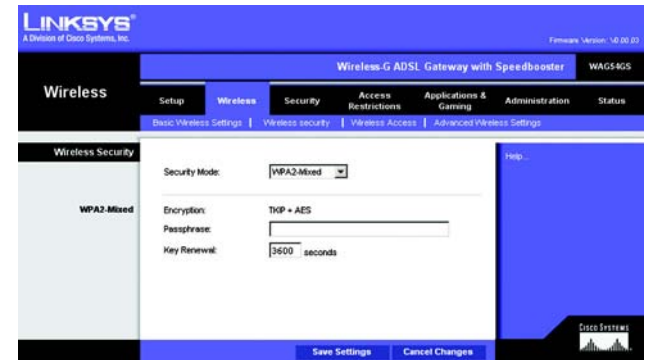 LINKSYS®
A Division of Cisco Systems, Inc.
Firmware Version: V0.00.03
Wireless-G ADSL Gateway with Speedbooster WAG54GS
Wireless
Setup Wireless Security Access Restrictions Applications & Gaming Administration Status
Basic Wireless Settings | Wireless security | Wireless Access | Advanced Wireless Settings
Wireless Security
Help...
Security Mode: WPA2-Mixed
WPA2-Mixed
Encryption: TKIP + AES
Passphrase:
Key Renewal: 3600 seconds
CISCO SYSTEMS
Save Settings Cancel Changes